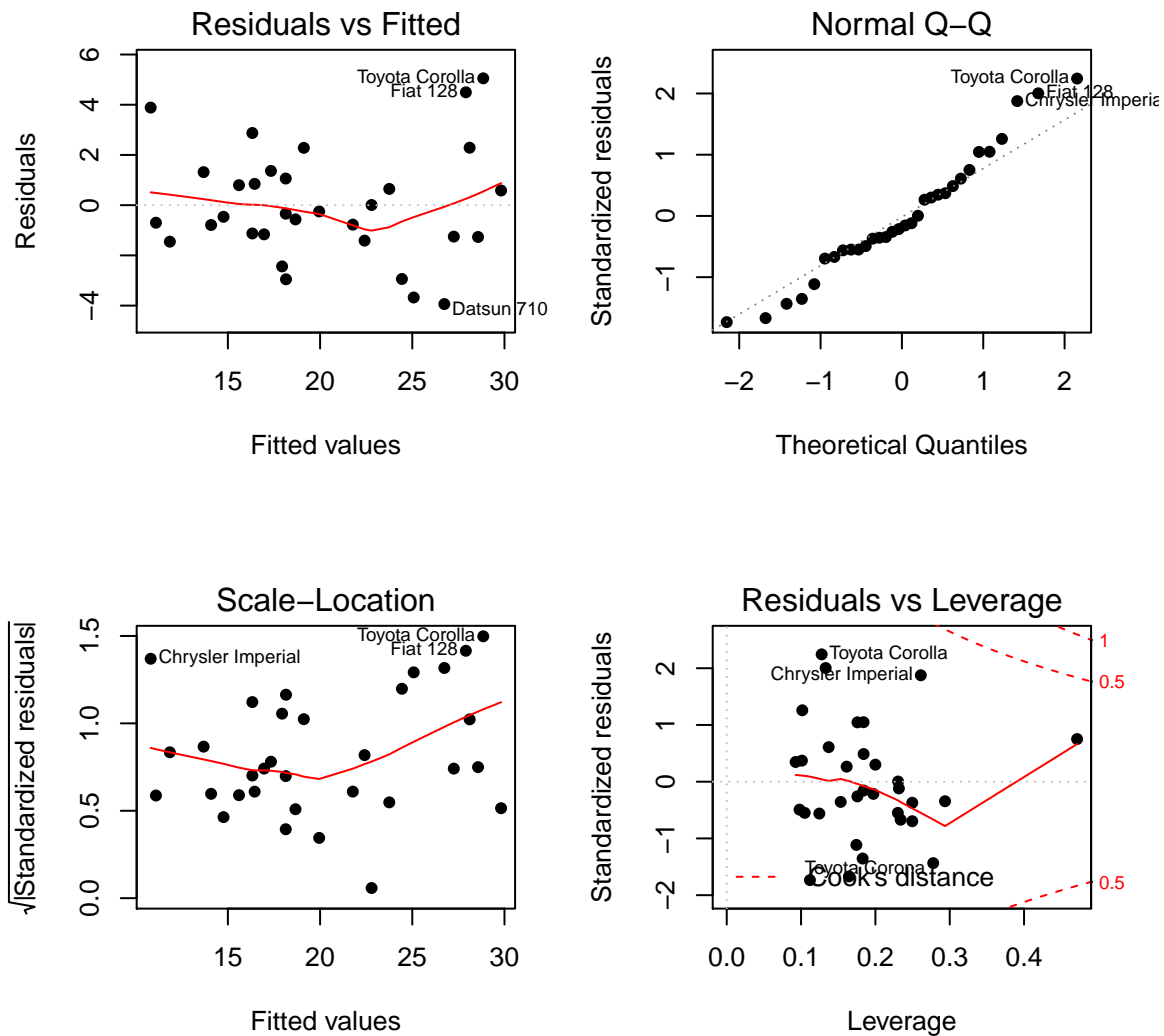 Residuals vs Fitted
Residuals
6
4
2
0
−4
Toyota Corolla
Fiat 128
Datsun 710
15 20 25 30
Fitted values
Normal Q−Q
Standardized residuals
2
1
0
−1
Toyota Corolla
Fiat 128
Chrysler Imperial
−2 −1 0 1 2
Theoretical Quantiles
Scale−Location
√|Standardized residuals|
1.5
1.0
0.5
0.0
Toyota Corolla
Fiat 128
Chrysler Imperial
15 20 25 30
Fitted values
Residuals vs Leverage
Standardized residuals
2
1
0
−1
−2
Toyota Corolla
Chrysler Imperial
Toyota Corona
Cook's distance
1
0.5
0.5
0.0 0.1 0.2 0.3 0.4
Leverage